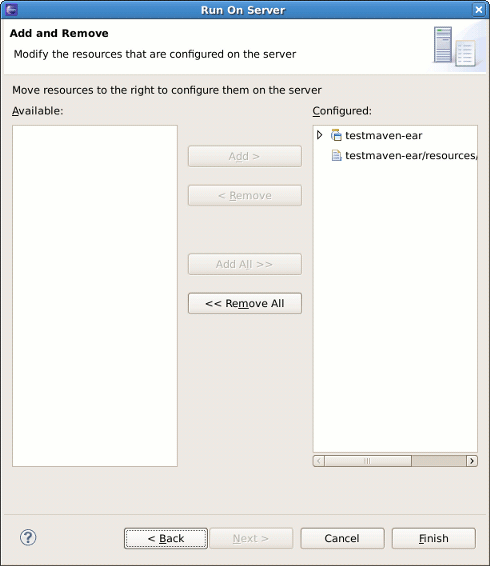 Run On Server
Add and Remove
Modify the resources that are configured on the server
Move resources to the right to configure them on the server
Available:
Configured:
testmaven-ear
testmaven-ear/resources/
Add >
< Remove
Add All >>
<< Remove All
?
< Back
Next >
Cancel
Finish